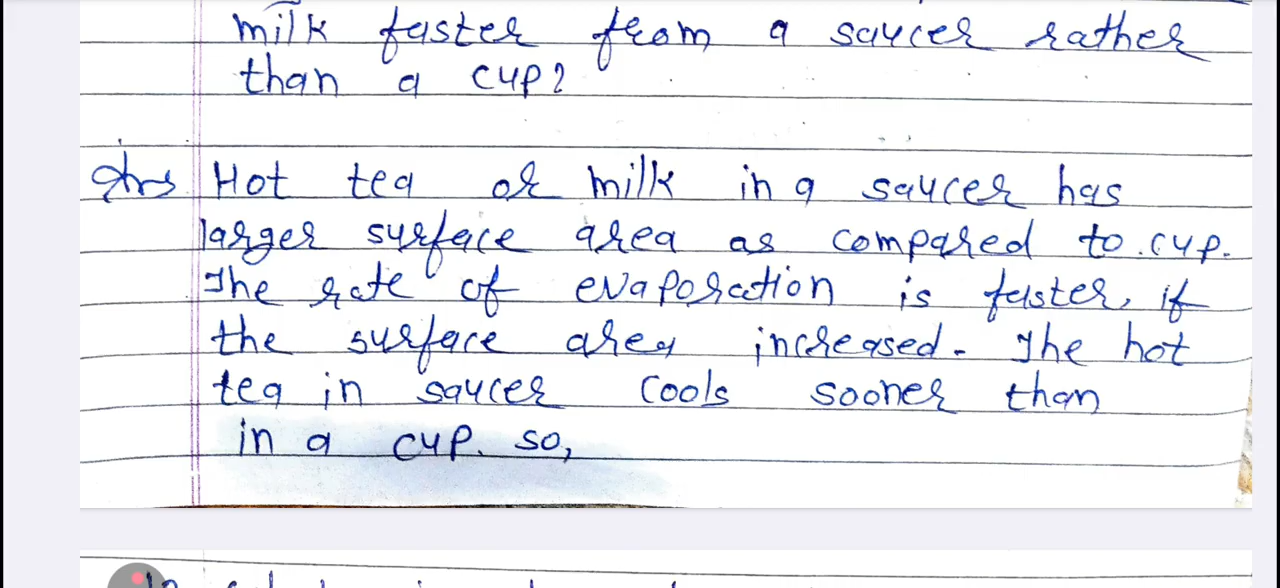 milk faster from a saucer rather
than a cup?
Ans Hot tea or milk in a saucer has
larger surface area as compared to cup.
The rate of evaporation is faster, if
the surface area increased. The hot
tea in saucer cools sooner than
in a cup. so,